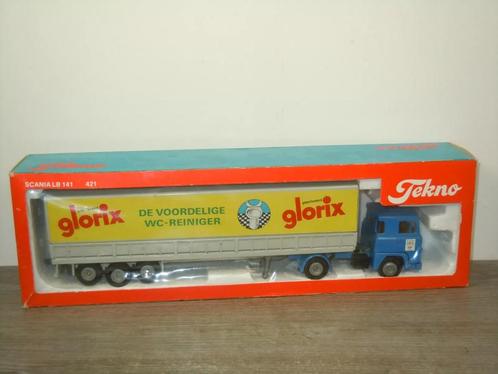 SCANIA LB 141 421
Tekno
glorix
DE VOORDELIGE
WC-REINIGER
glorix